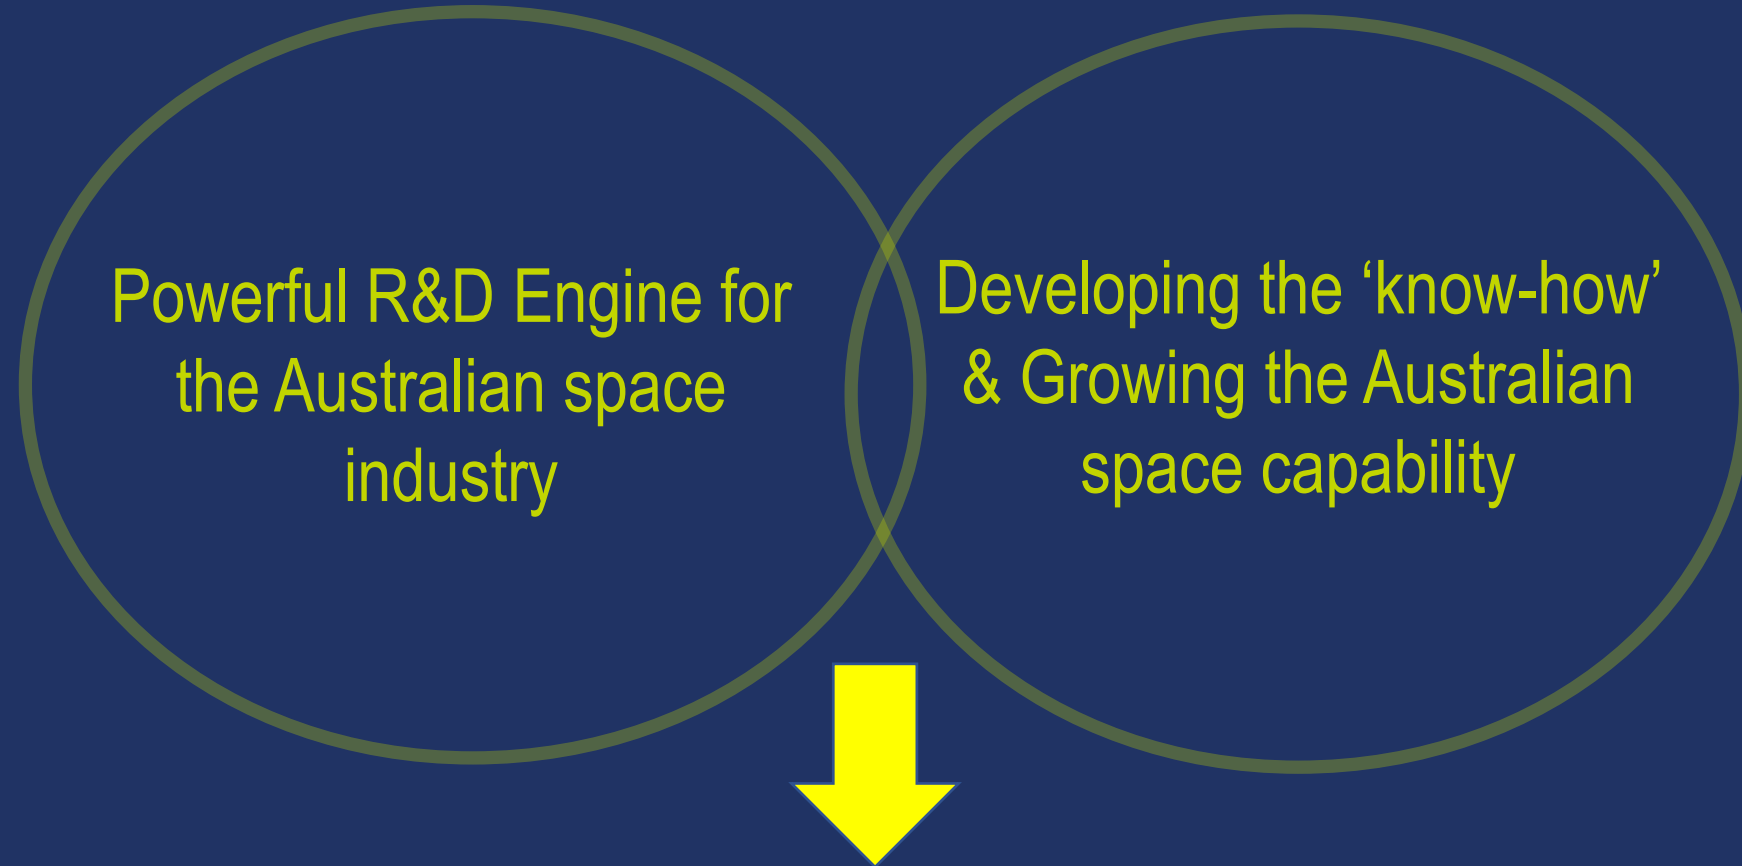 Powerful R&D Engine for
the Australian space
industry
Developing the ‘know-how’
& Growing the Australian
space capability